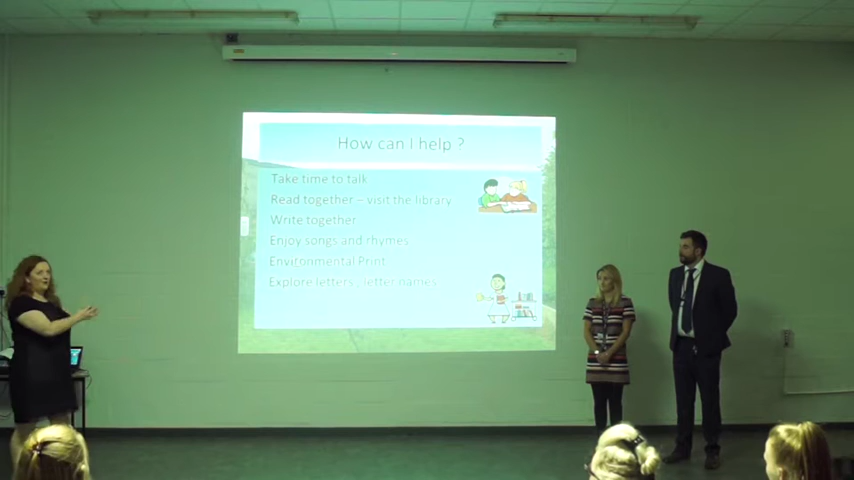 How can I help ?
Take time to talk
Read together – visit the library
Write together
Enjoy songs and rhymes
Environmental Print
Explore letters , letter names